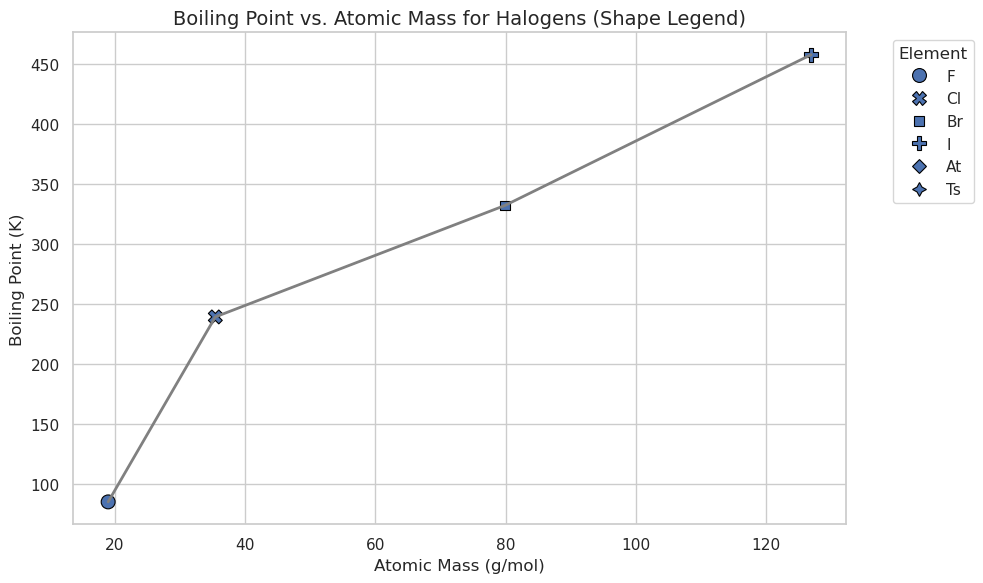 Boiling Point vs. Atomic Mass for Halogens (Shape Legend)
Boiling Point (K)
450
400
350
300
250
200
150
100
20 40 60 80 100 120
Atomic Mass (g/mol)
Element
F
Cl
Br
I
At
Ts